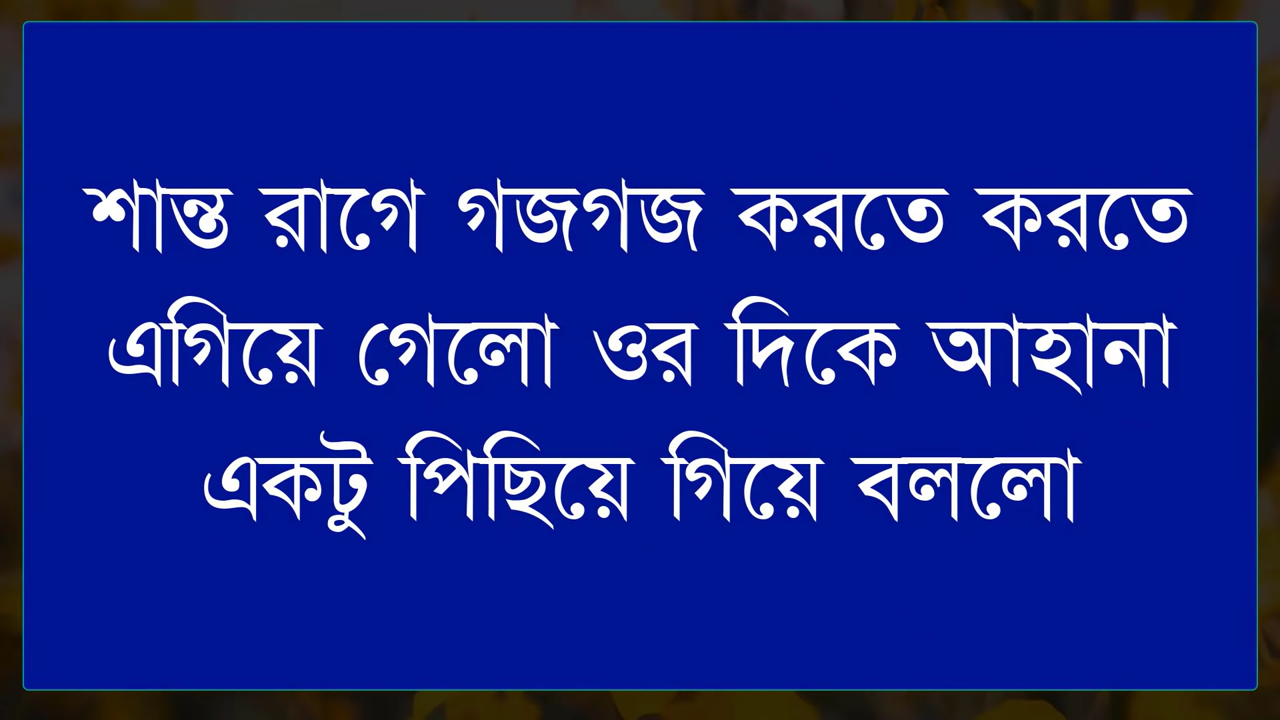 শান্ত রাগে গজগজ করতে করতে
এগিয়ে গেলো ওর দিকে আহানা
একটু পিছিয়ে গিয়ে বললো